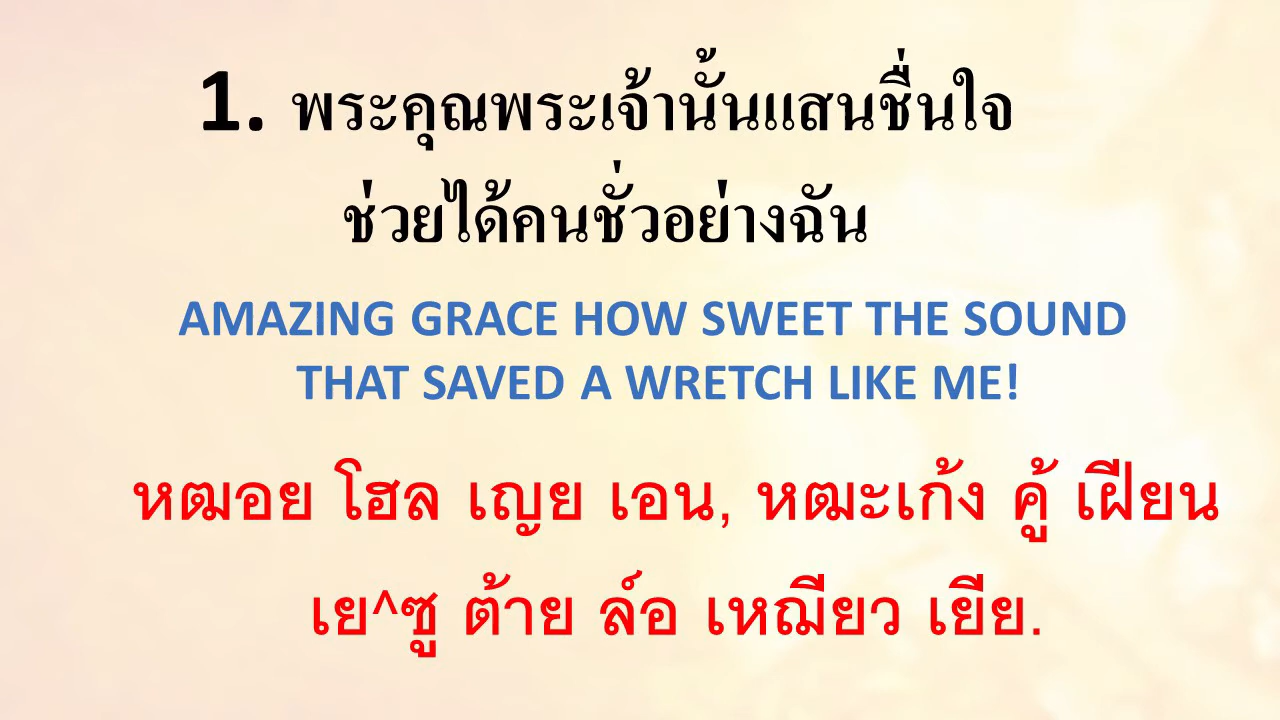 1. พระคุณพระเจ้านั้นแสนชื่นใจ
ช่วยได้คนชั่วอย่างฉัน
AMAZING GRACE HOW SWEET THE SOUND
THAT SAVED A WRETCH LIKE ME!
หฒอย โฮล เญย เอน, หฒะเก้ง คู้ เฝียน
เย^ซู ต้าย ล์อ เหฌียว เยีย.